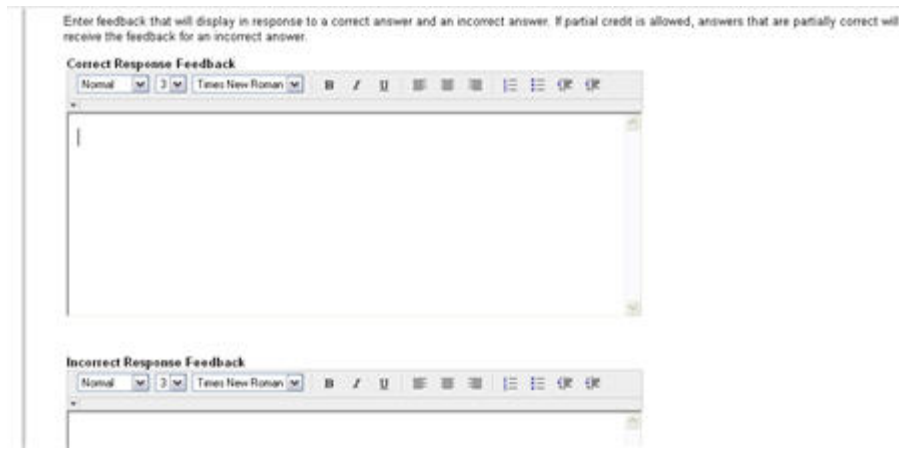 Enter feedback that will display in response to a correct answer and an incorrect answer. If partial credit is allowed, answers that are partially correct will
receive the feedback for an incorrect answer.
Correct Response Feedback
Normal 3 Times New Roman B I U
Incorrect Response Feedback
Normal 3 Times New Roman B I U